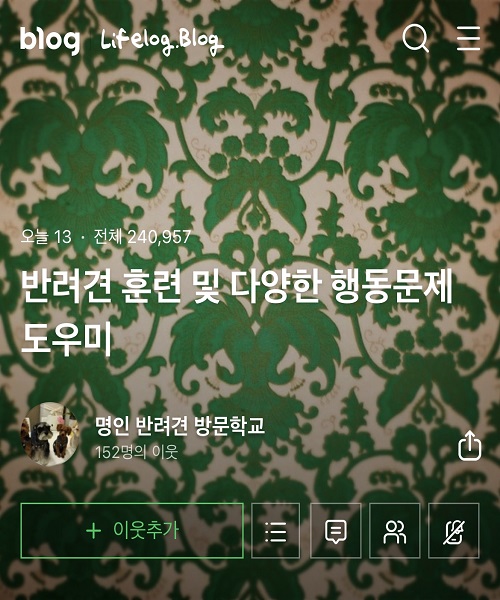 blog Lifelog.Blog
오늘 13 · 전체 240,957
반려견 훈련 및 다양한 행동문제
도우미
명인 반려견 방문학교
152명의 이웃
+ 이웃추가